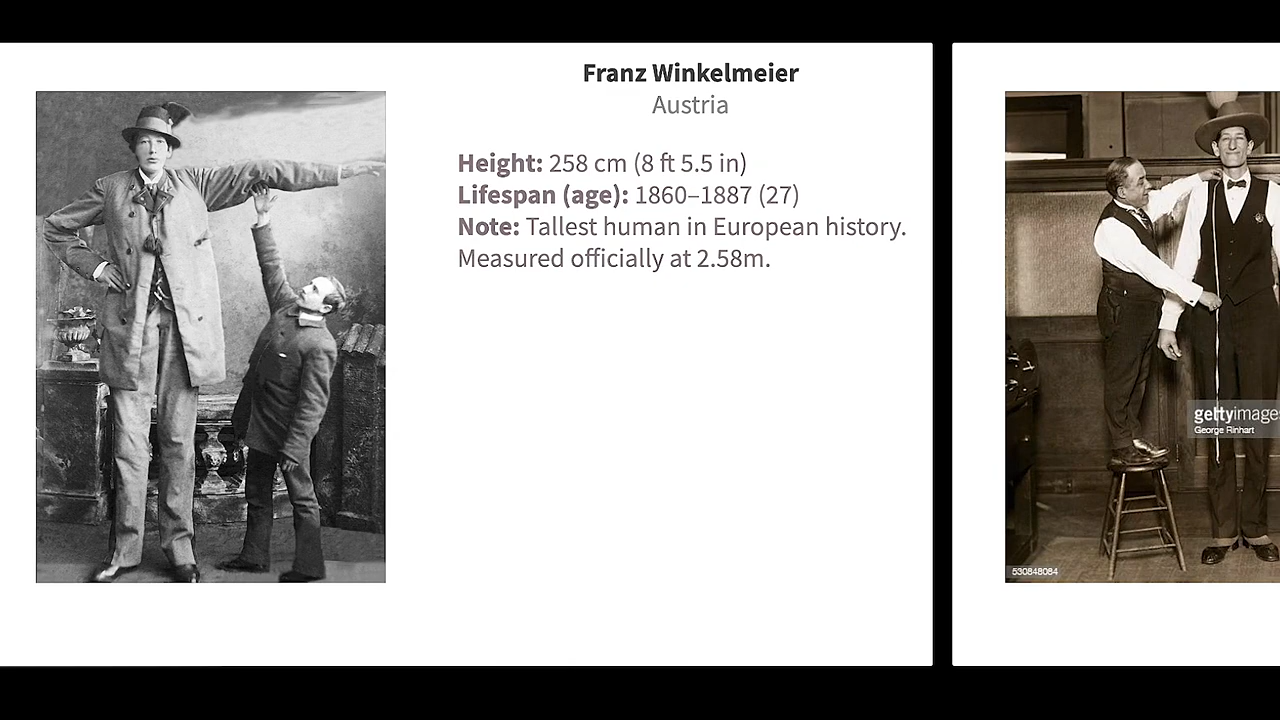 Franz Winkelmeier
Austria
Height: 258 cm (8 ft 5.5 in)
Lifespan (age): 1860–1887 (27)
Note: Tallest human in European history.
Measured officially at 2.58m.
gettyimages
George Rinhart
530848084